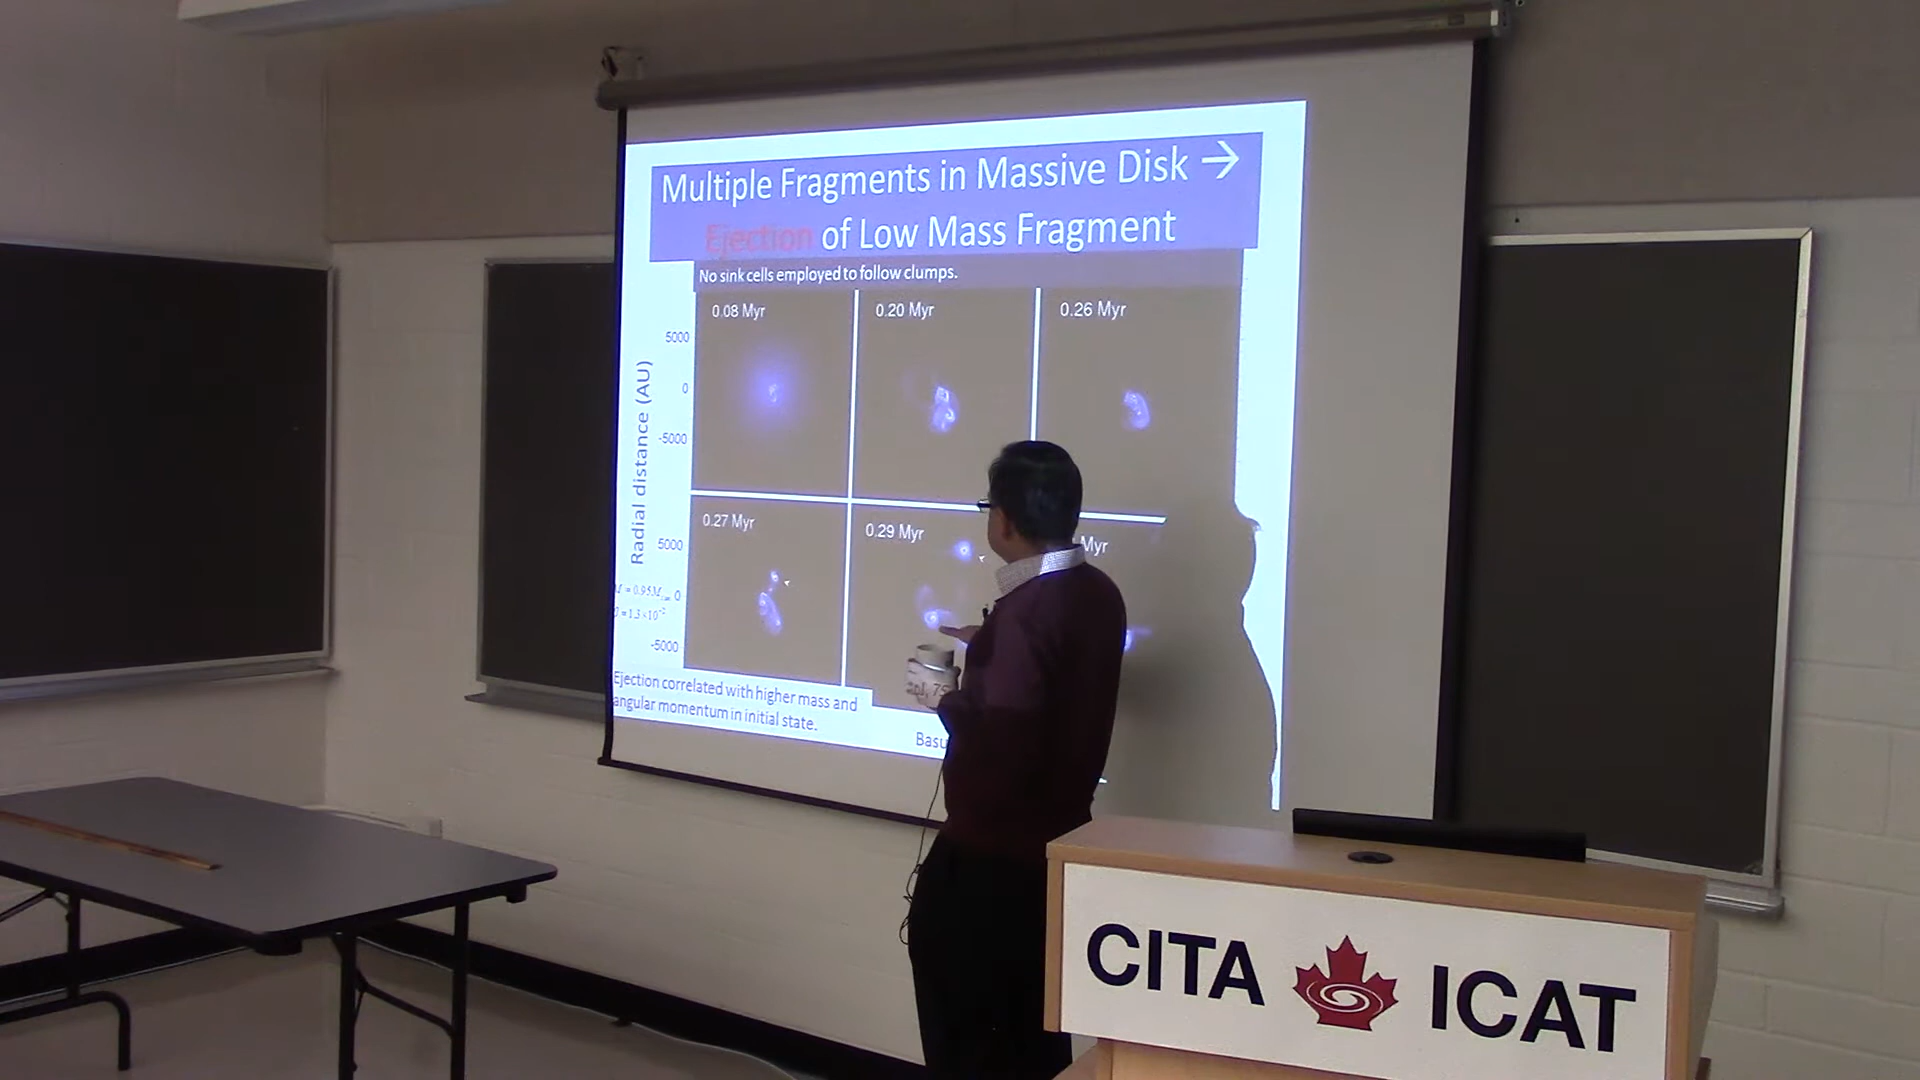 Multiple Fragments in Massive Disk →
Ejection of Low Mass Fragment
No sink cells employed to follow clumps.
0.08 Myr
0.20 Myr
0.26 Myr
5000
0
-5000
Radial distance (AU)
0.27 Myr
0.29 Myr
Myr
5000
0
-5000
Ejection correlated with higher mass and
angular momentum in initial state.
Basu
CITA ICAT